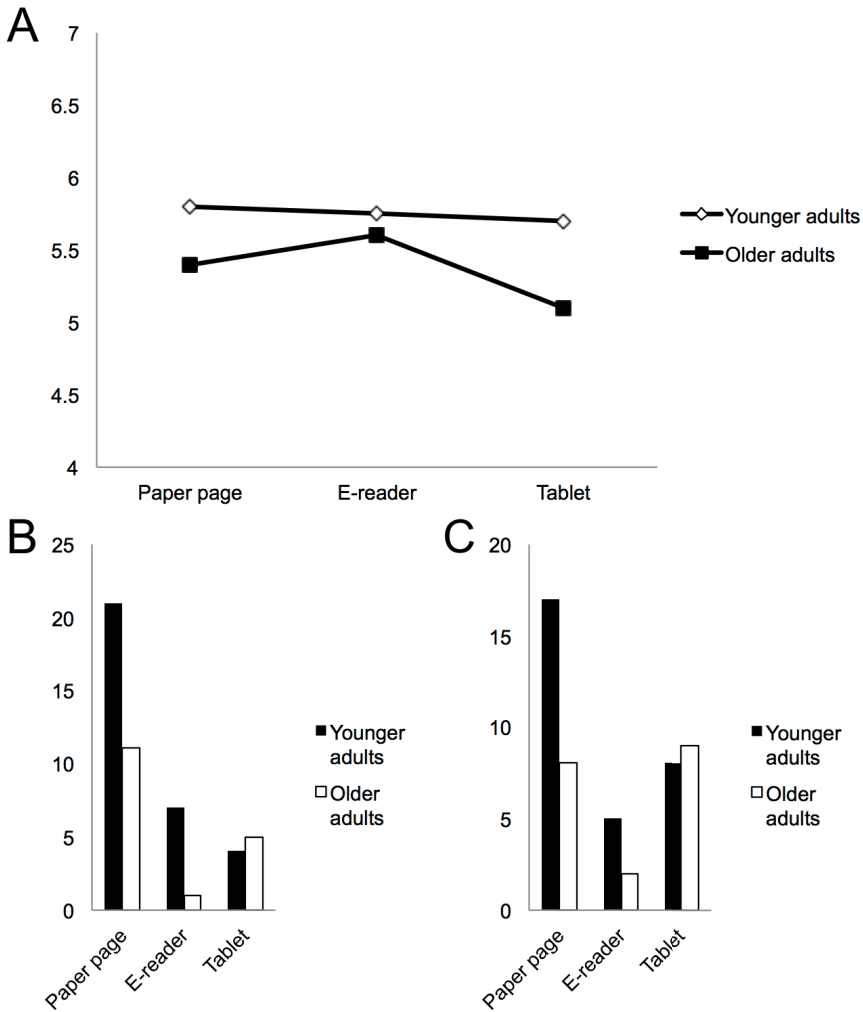 A
7
6.5
6
5.5
5
4.5
4
Paper page
E-reader
Tablet
Younger adults
Older adults
B
25
20
15
10
5
0
Paper page
E-reader
Tablet
Younger
adults
Older
adults
C
20
15
10
5
0
Paper page
E-reader
Tablet
Younger
adults
Older
adults